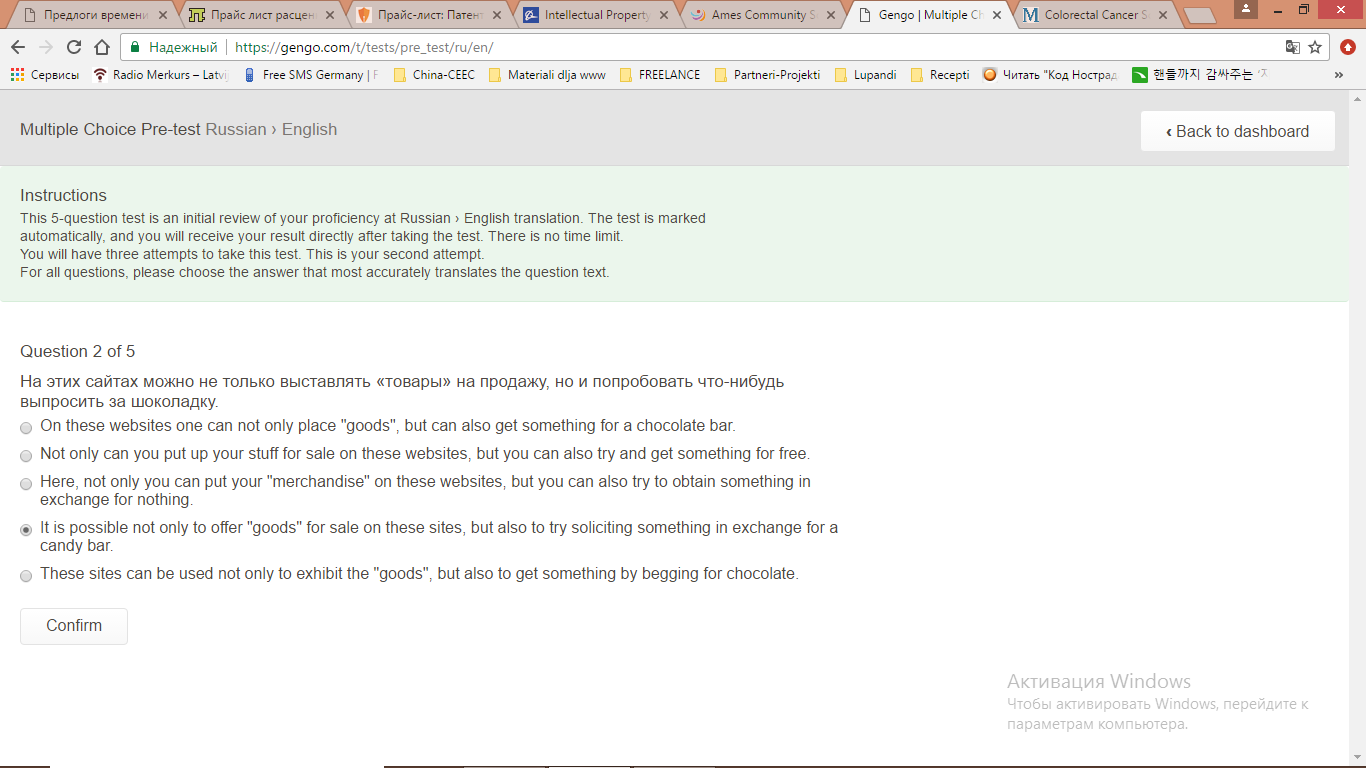 Предлоги времени
Прайс лист расцен
Прайс-лист: Патент
Intellectual Property
Ames Community S
Gengo | Multiple Ch
Colorectal Cancer S
Надежный
https://gengo.com/t/tests/pre_test/ru/en/
Сервисы
Radio Merkurs – Latvij
Free SMS Germany | F
China-CEEC
Materiali dlja www
FREELANCE
Partneri-Projekti
Lupandi
Recepti
Читать "Код Нострад
핸들까지 감싸주는
»
Multiple Choice Pre-test Russian › English
‹ Back to dashboard
Instructions
This 5-question test is an initial review of your proficiency at Russian › English translation. The test is marked
automatically, and you will receive your result directly after taking the test. There is no time limit.
You will have three attempts to take this test. This is your second attempt.
For all questions, please choose the answer that most accurately translates the question text.
Question 2 of 5
На этих сайтах можно не только выставлять «товары» на продажу, но и попробовать что-нибудь
выпросить за шоколадку.
On these websites one can not only place "goods", but can also get something for a chocolate bar.
Not only can you put up your stuff for sale on these websites, but you can also try and get something for free.
Here, not only you can put your "merchandise" on these websites, but you can also try to obtain something in
exchange for nothing.
It is possible not only to offer "goods" for sale on these sites, but also to try soliciting something in exchange for a
candy bar.
These sites can be used not only to exhibit the "goods", but also to get something by begging for chocolate.
Confirm
Активация Windows
Чтобы активировать Windows, перейдите к
параметрам компьютера.